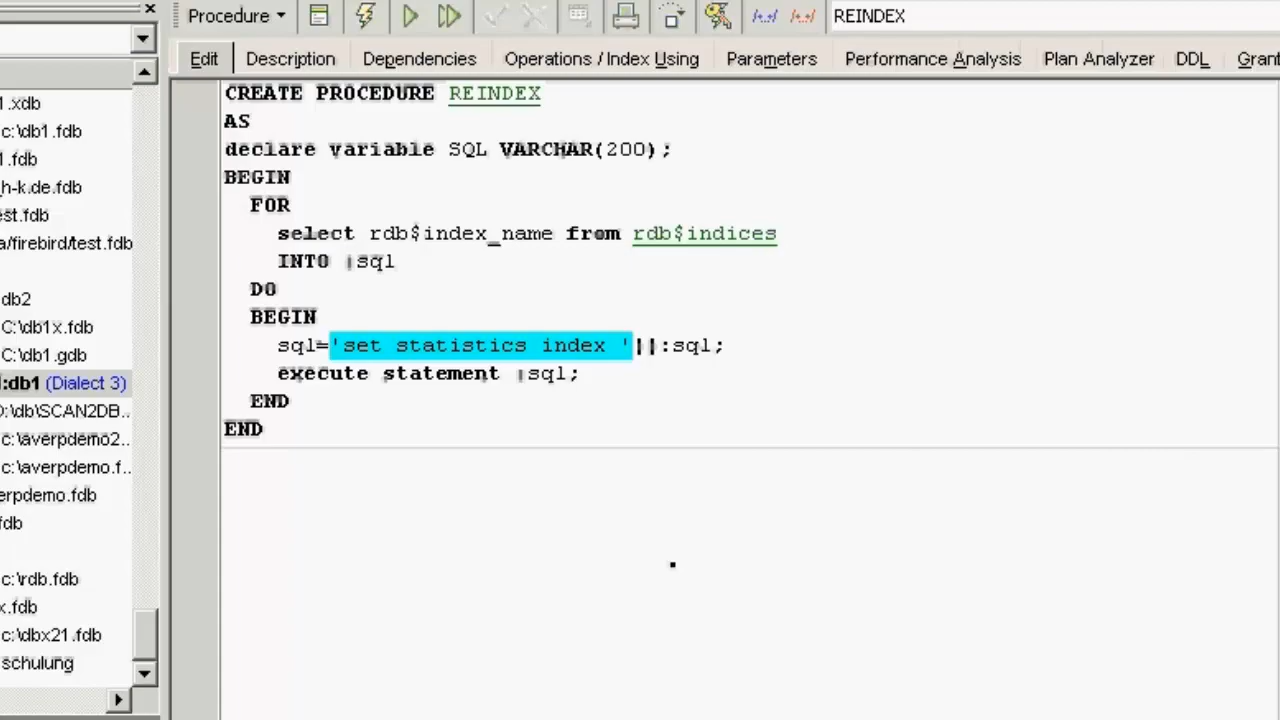 Procedure
REINDEX
Edit
Description
Dependencies
Operations / Index Using
Parameters
Performance Analysis
Plan Analyzer
DDL
Grant
1.xdb
c:\db1.fdb
1.fdb
_h-k.de.fdb
est.fdb
a/firebird/test.fdb
db2
C:\db1x.fdb
C:\db1.gdb
:db1 (Dialect 3)
D:\db\SCAN2DB..
c:\averpdemo2..
c:\averpdemo.f..
erpdemo.fdb
fdb
c:\rdb.fdb
x.fdb
c:\dbx21.fdb
schulung
CREATE PROCEDURE REINDEX
AS
declare variable SQL VARCHAR(200);
BEGIN
FOR
select rdb$index_name from rdb$indices
INTO :sql
DO
BEGIN
sql='set statistics index '||:sql;
execute statement :sql;
END
END